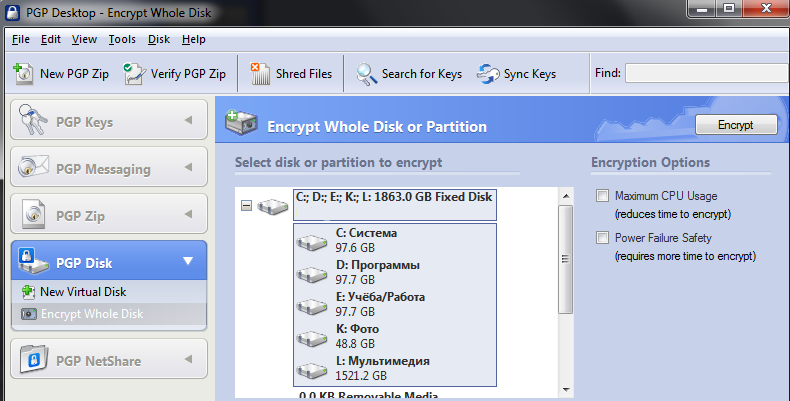 PGP Desktop - Encrypt Whole Disk
File Edit View Tools Disk Help
New PGP Zip Verify PGP Zip Shred Files Search for Keys Sync Keys Find:
PGP Keys
PGP Messaging
PGP Zip
PGP Disk
New Virtual Disk
Encrypt Whole Disk
PGP NetShare
Encrypt Whole Disk or Partition
Encrypt
Select disk or partition to encrypt
C:; D:; E:; K:; L: 1863.0 GB Fixed Disk
C: Система
97.6 GB
D: Программы
97.7 GB
E: Учёба/Работа
97.7 GB
K: Фото
48.8 GB
L: Мультимедия
1521.2 GB
0.0 KB Removable Media
Encryption Options
Maximum CPU Usage
(reduces time to encrypt)
Power Failure Safety
(requires more time to encrypt)